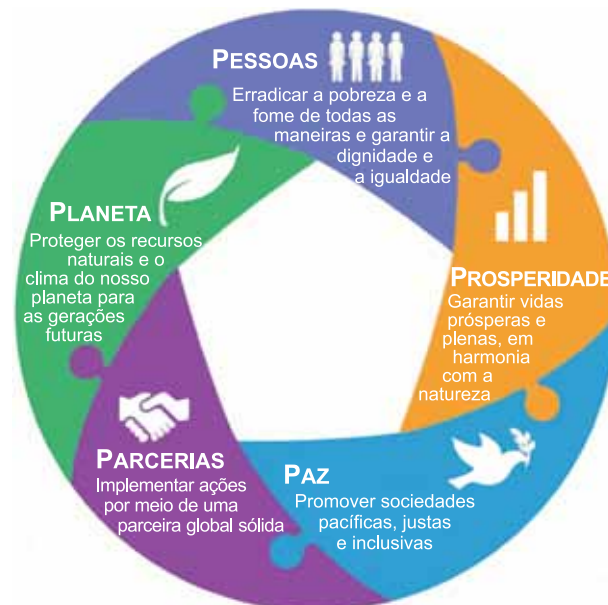 PESSOAS
Erradicar a pobreza e a
fome de todas as
maneiras e garantir a
dignidade e
a igualdade
PROSPERIDADE
Garantir vidas
prósperas e
plenas, em
harmonia
com a
natureza
PAZ
Promover sociedades
pacíficas, justas
e inclusivas
PARCERIAS
Implementar ações
por meio de uma
parceira global sólida
PLANETA
Proteger os recursos
naturais e o
clima do nosso
planeta para
as gerações
futuras